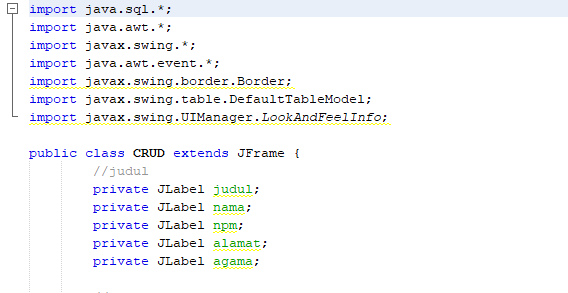 import java.sql.*;
import java.awt.*;
import javax.swing.*;
import java.awt.event.*;
import javax.swing.border.Border;
import javax.swing.table.DefaultTableModel;
import javax.swing.UIManager.LookAndFeelInfo;
public class CRUD extends JFrame {
//judul
private JLabel judul;
private JLabel nama;
private JLabel npm;
private JLabel alamat;
private JLabel agama;